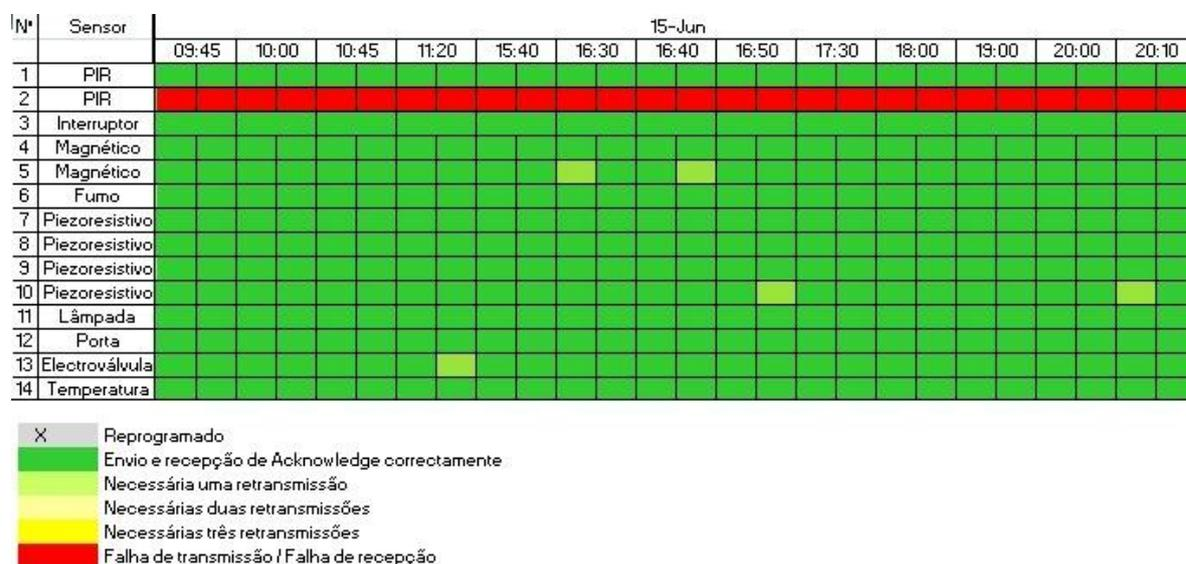 Nº Sensor 15-Jun
09:45 10:00 10:45 11:20 15:40 16:30 16:40 16:50 17:30 18:00 19:00 20:00 20:10
1 PIR
2 PIR
3 Interruptor
4 Magnético
5 Magnético
6 Fumo
7 Piezoresistivo
8 Piezoresistivo
9 Piezoresistivo
10 Piezoresistivo
11 Lâmpada
12 Porta
13 Electroválvula
14 Temperatura
X Reprogramado
Envio e recepção de Acknowledge correctamente
Necessária uma retransmissão
Necessárias duas retransmissões
Necessárias três retransmissões
Falha de transmissão / Falha de recepção